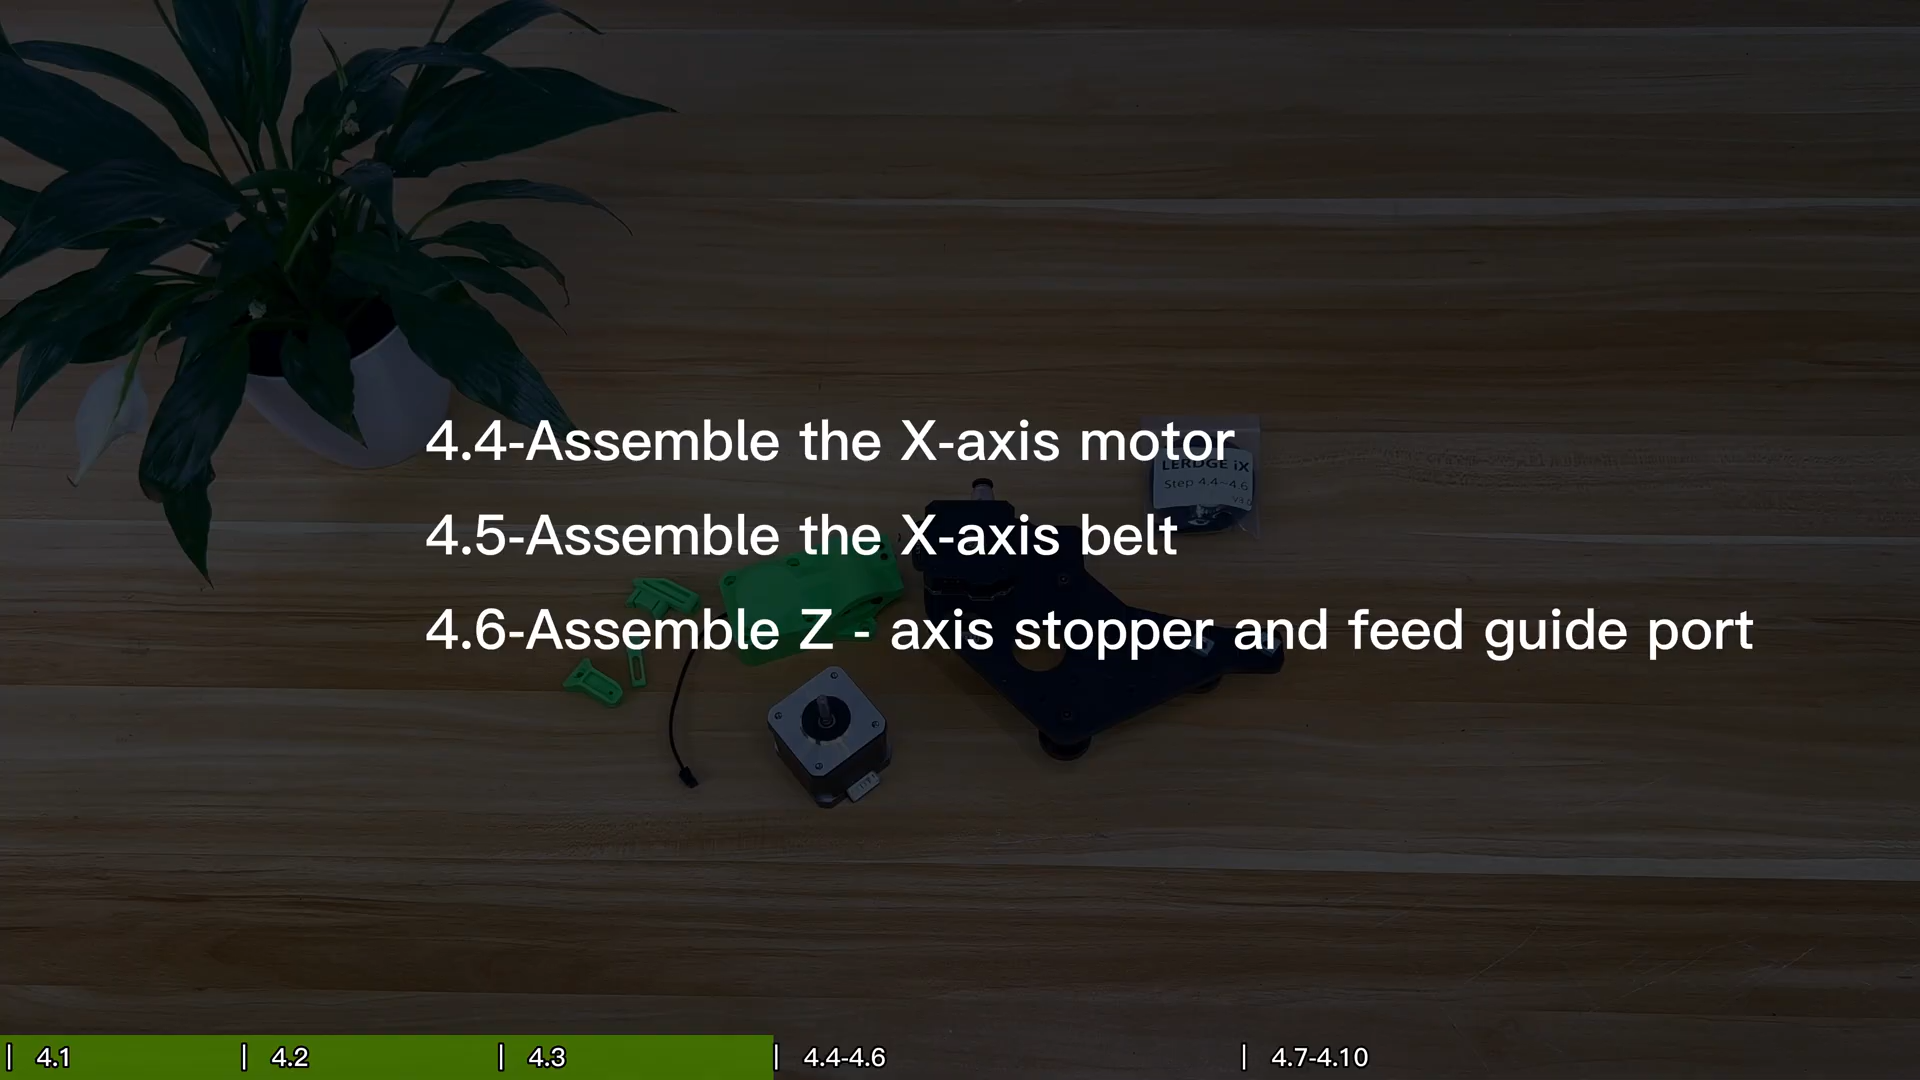 4.4-Assemble the X-axis motor
LERDGE iX
Step 4.4~4.6
4.5-Assemble the X-axis belt
4.6-Assemble Z - axis stopper and feed guide port
| 4.1 | 4.2 | 4.3 | 4.4-4.6 | 4.7-4.10